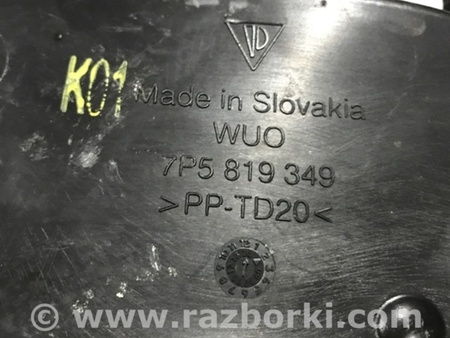 K01
Made in Slovakia
WUO
7P5 819 349
>PP-TD20<
© www.razborki.com